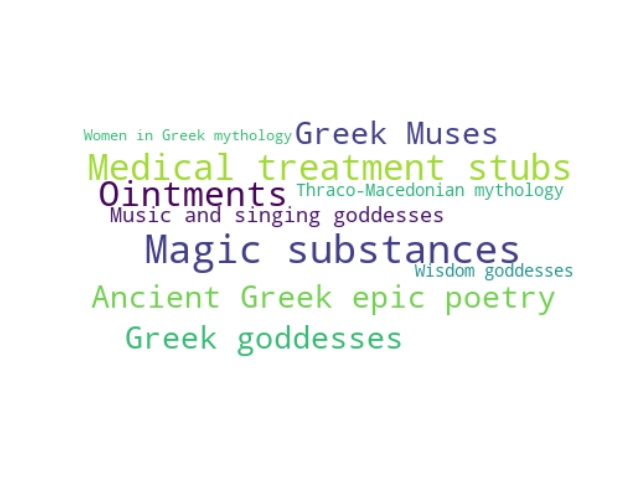 Women in Greek mythology
Greek Muses
Medical treatment stubs
Ointments
Thraco-Macedonian mythology
Music and singing goddesses
Magic substances
Wisdom goddesses
Ancient Greek epic poetry
Greek goddesses